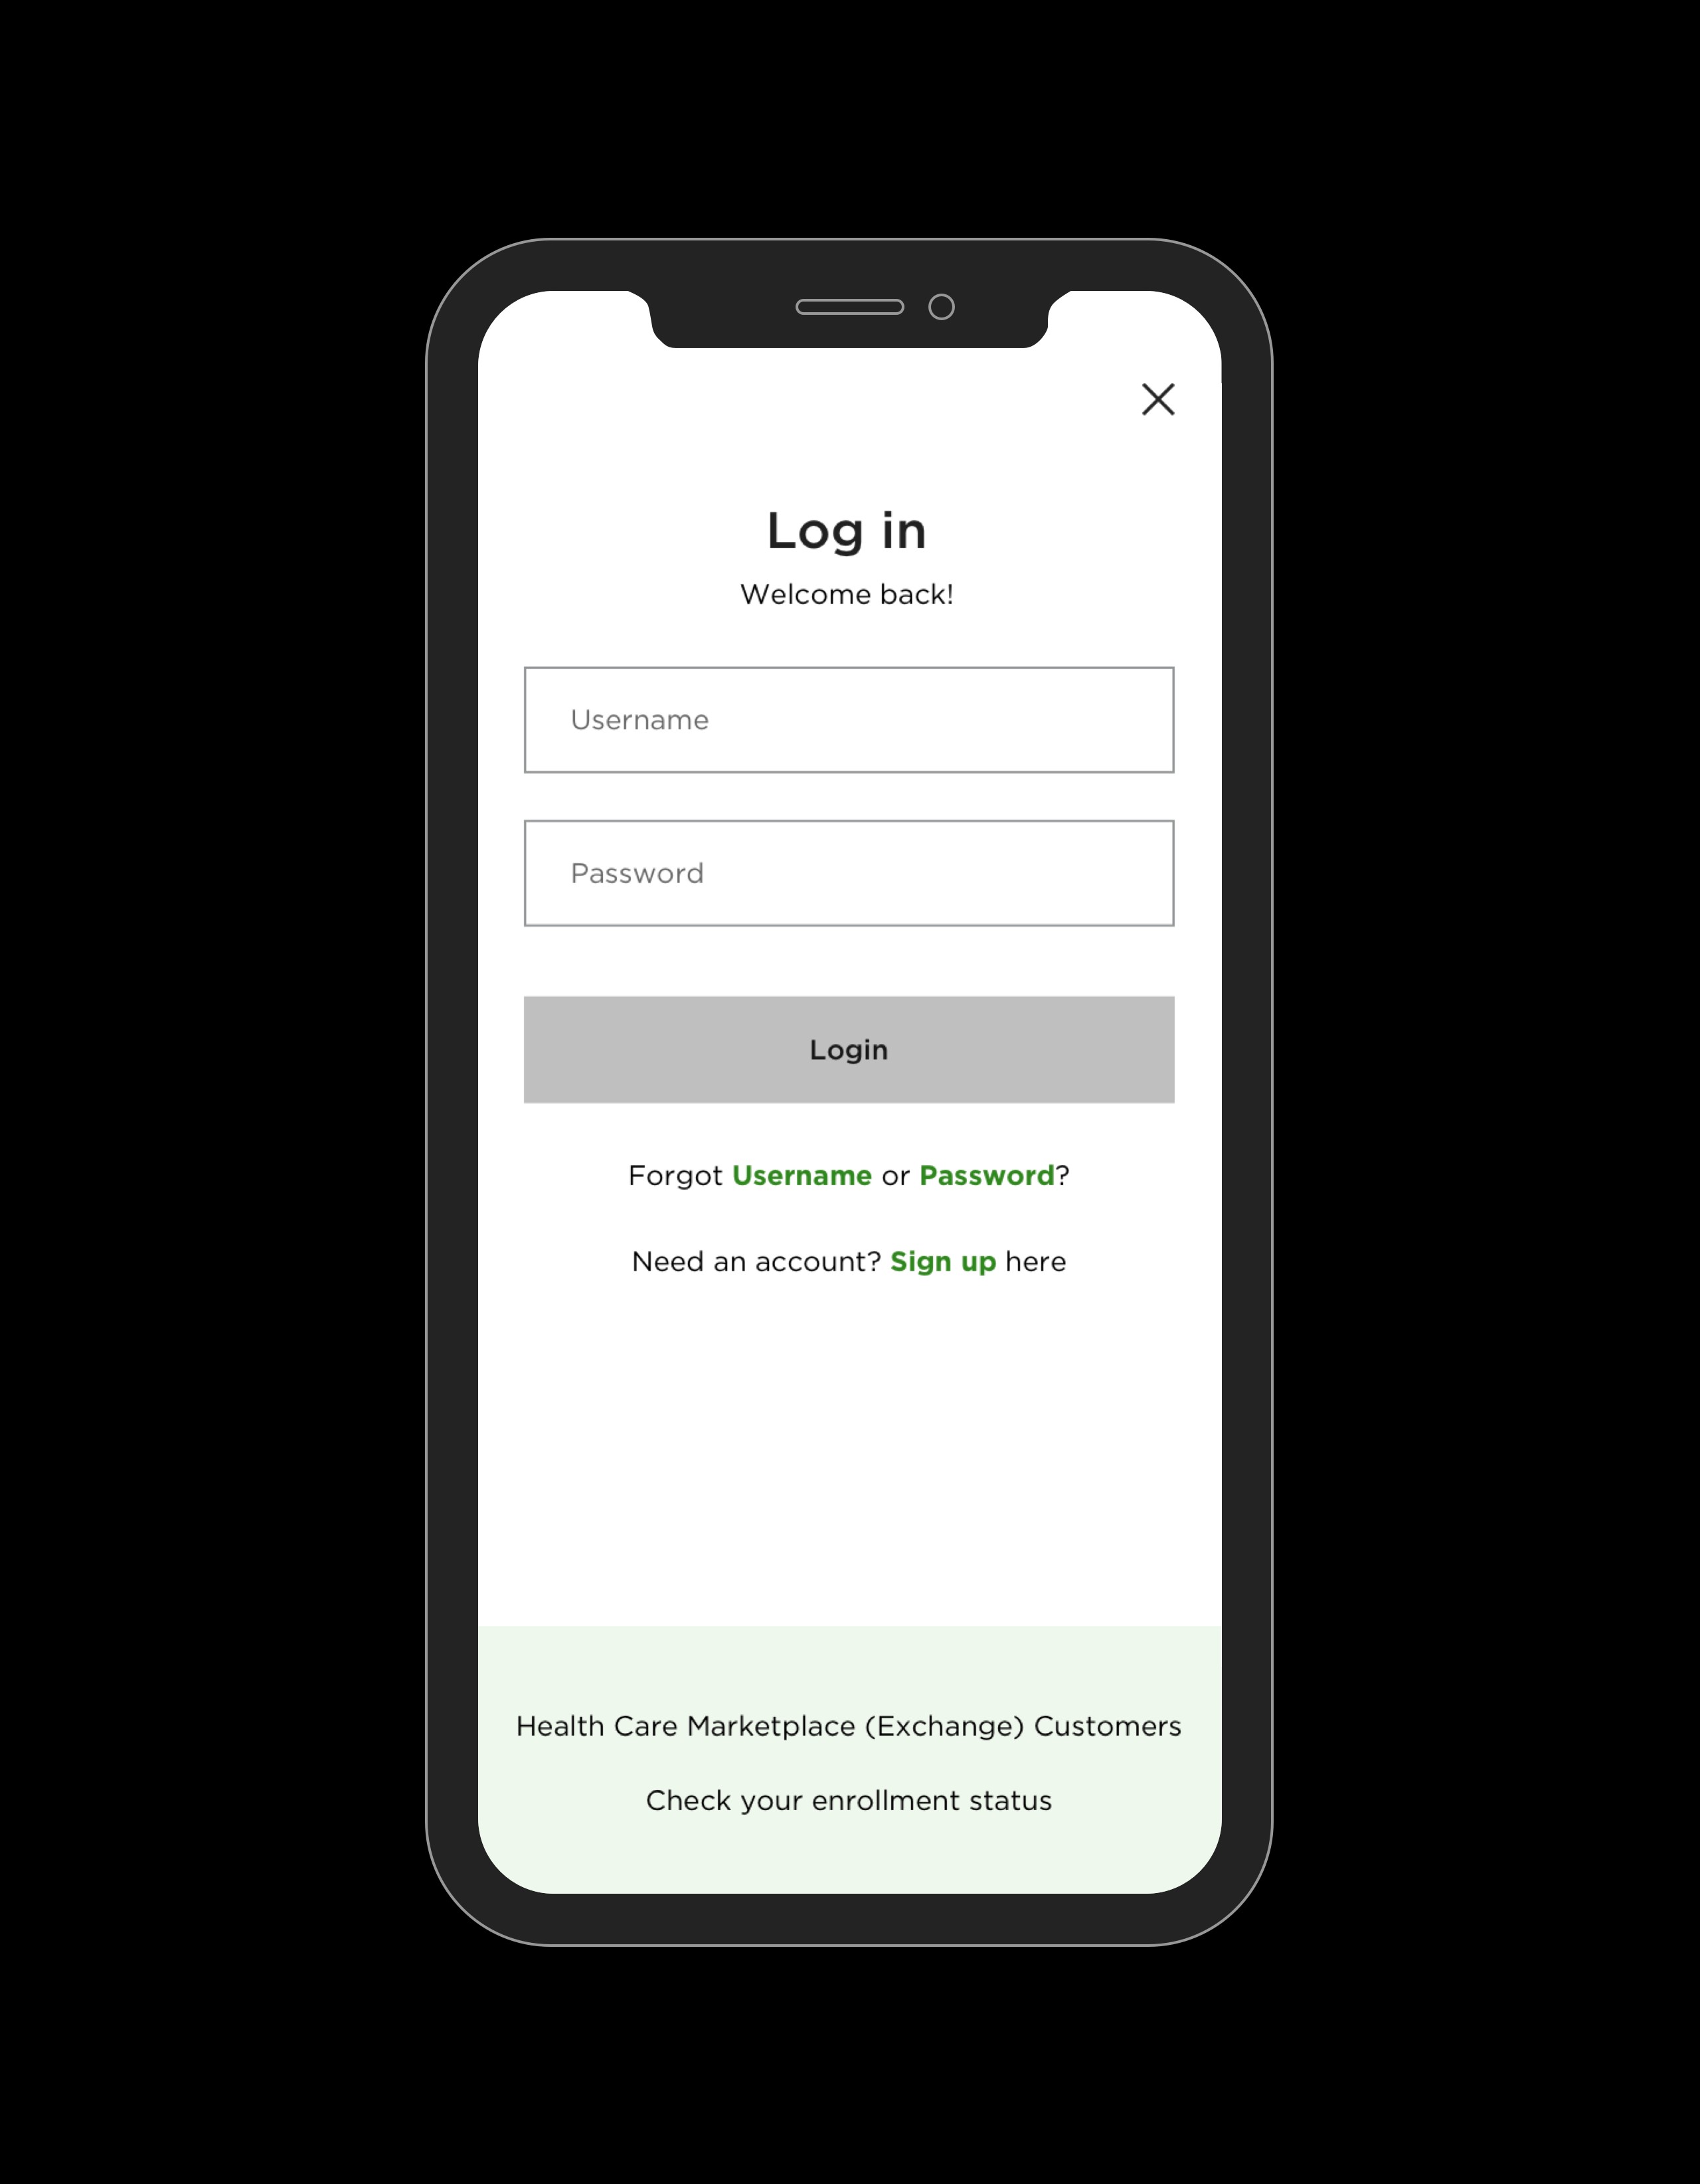 Log in
Welcome back!
Username
Password
Login
Forgot Username or Password?
Need an account? Sign up here
Health Care Marketplace (Exchange) Customers
Check your enrollment status